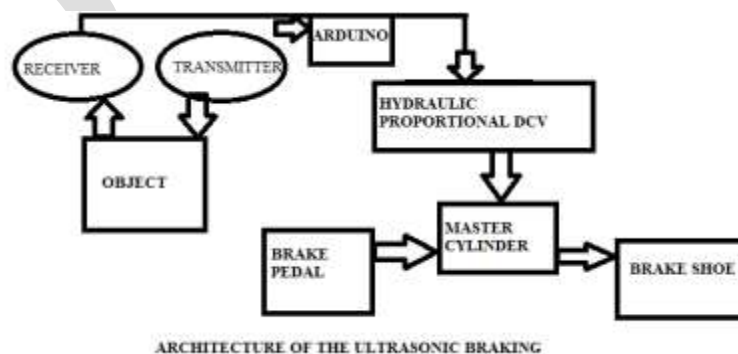 RECEIVER
TRANSMITTER
ARDUINO
HYDRAULIC
PROPORTIONAL DCV
OBJECT
BRAKE
PEDAL
MASTER
CYLINDER
BRAKE SHOE
ARCHITECTURE OF THE ULTRASONIC BRAKING